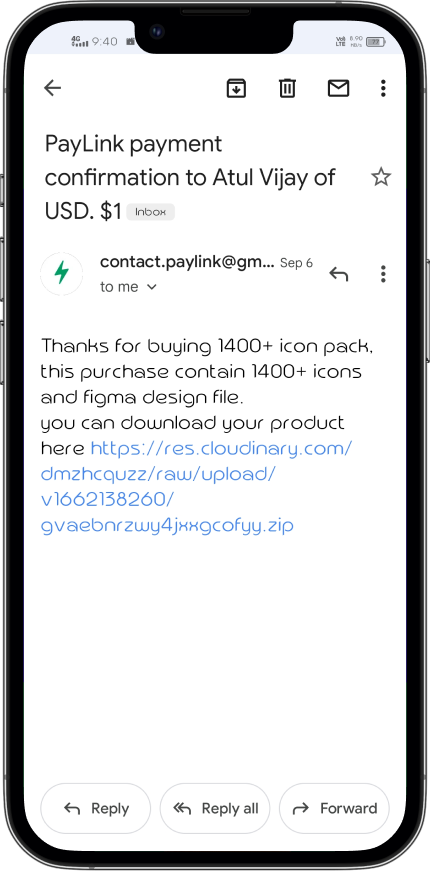 4G 9:40 Vo) LTE 8.90 KB/S
PayLink payment
confirmation to Atul Vijay of
USD. $1 Inbox
contact.paylink@gm... Sep 6
to me
Thanks for buying 1400+ icon pack,
this purchase contain 1400+ icons
and figma design file.
you can download your product
here https://res.cloudinary.com/
dmzhcquzz/raw/upload/
v1662138260/
gvaebnrzwy4jxxgcofyy.zip
Reply Reply all Forward